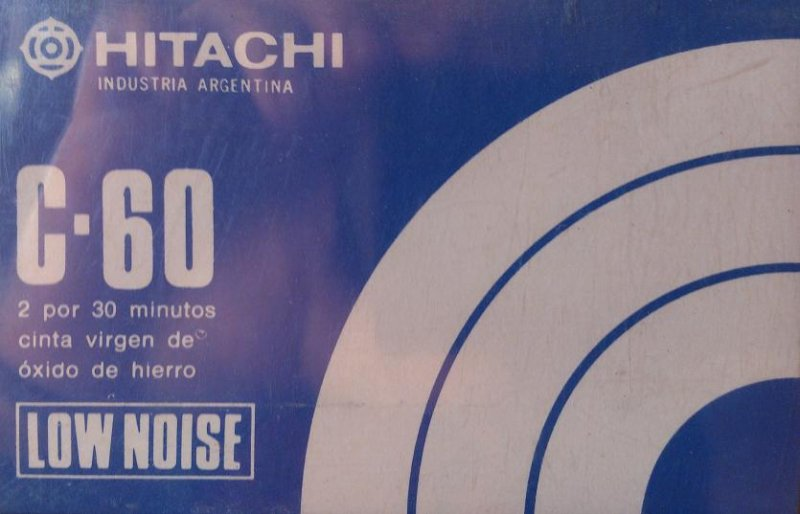 HITACHI
INDUSTRIA ARGENTINA
C·60
2 por 30 minutos
cinta virgen de
óxido de hierro
LOW NOISE